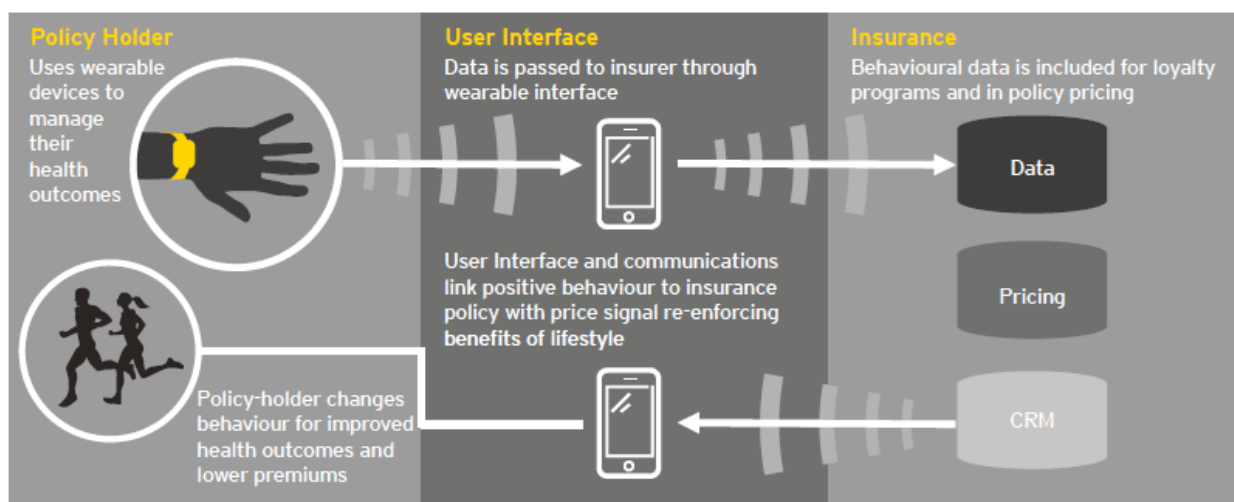 Policy Holder
Uses wearable
devices to
manage
their
health
outcomes
User Interface
Data is passed to insurer through
wearable interface
Insurance
Behavioural data is included for loyalty
programs and in policy pricing
Data
User Interface and communications
link positive behaviour to insurance
policy with price signal re-enforcing
benefits of lifestyle
Pricing
Policy-holder changes
behaviour for improved
health outcomes and
lower premiums
CRM